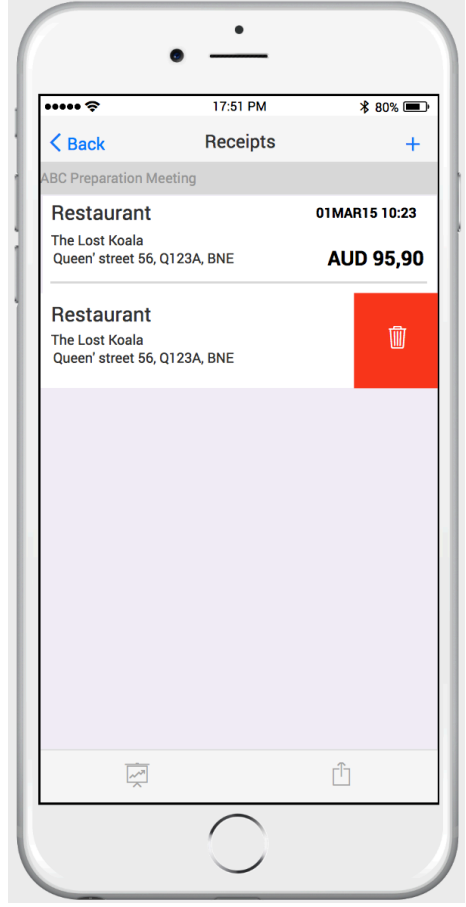 17:51 PM
80%
Back
Receipts
+
ABC Preparation Meeting
Restaurant
01MAR15 10:23
The Lost Koala
Queen' street 56, Q123A, BNE
AUD 95,90
Restaurant
The Lost Koala
Queen' street 56, Q123A, BNE